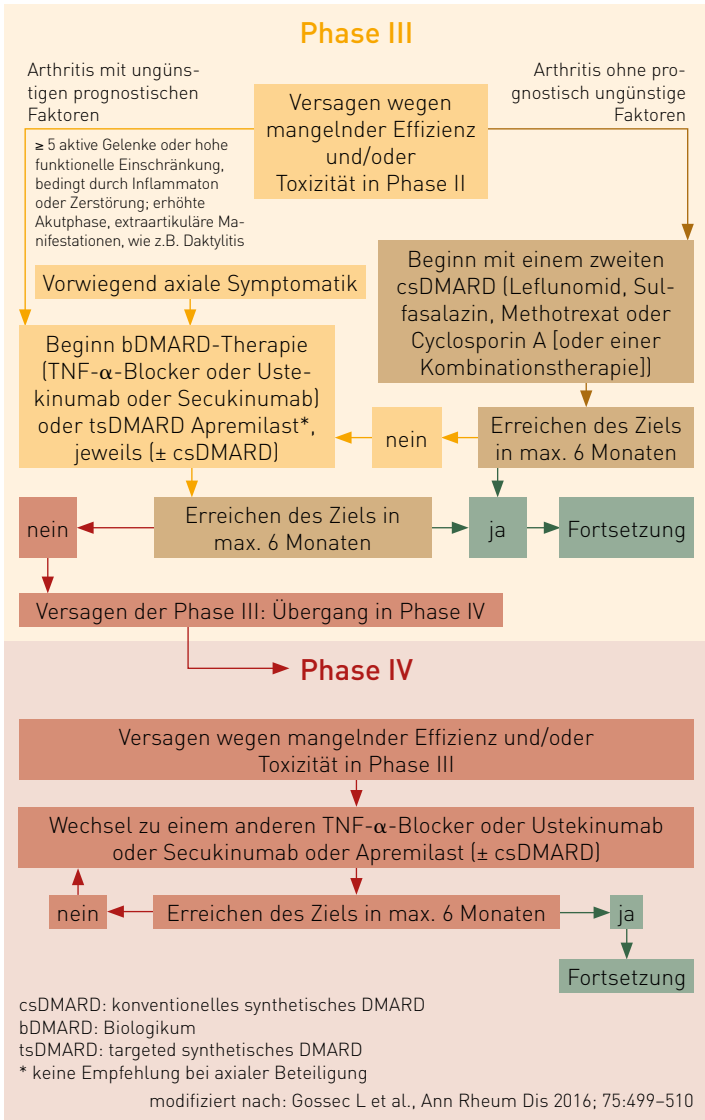 Phase III
Arthritis mit ungüns-
tigen prognostischen
Faktoren
Arthritis ohne pro-
gnostisch ungünstige
Faktoren
Versagen wegen
mangelnder Effizienz
und/oder
Toxizität in Phase II
≥ 5 aktive Gelenke oder hohe
funktionelle Einschränkung,
bedingt durch Inflammaton
oder Zerstörung; erhöhte
Akutphase, extraartikuläre Ma-
nifestationen, wie z.B. Daktylitis
Vorwiegend axiale Symptomatik
Beginn mit einem zweiten
csDMARD (Leflunomid, Sul-
fasalazin, Methotrexat oder
Cyclosporin A [oder einer
Kombinationstherapie])
Beginn bDMARD-Therapie
(TNF-α-Blocker oder Uste-
kinumab oder Secukinumab)
oder tsDMARD Apremilast*,
jeweils (± csDMARD)
nein
Erreichen des Ziels
in max. 6 Monaten
nein
Erreichen des Ziels in
max. 6 Monaten
ja
Fortsetzung
Versagen der Phase III: Übergang in Phase IV
Phase IV
Versagen wegen mangelnder Effizienz und/oder
Toxizität in Phase III
Wechsel zu einem anderen TNF-α-Blocker oder Ustekinumab
oder Secukinumab oder Apremilast (± csDMARD)
nein
Erreichen des Ziels in max. 6 Monaten
ja
Fortsetzung
csDMARD: konventionelles synthetisches DMARD
bDMARD: Biologikum
tsDMARD: targeted synthetisches DMARD
* keine Empfehlung bei axialer Beteiligung
modifiziert nach: Gossec L et al., Ann Rheum Dis 2016; 75:499–510